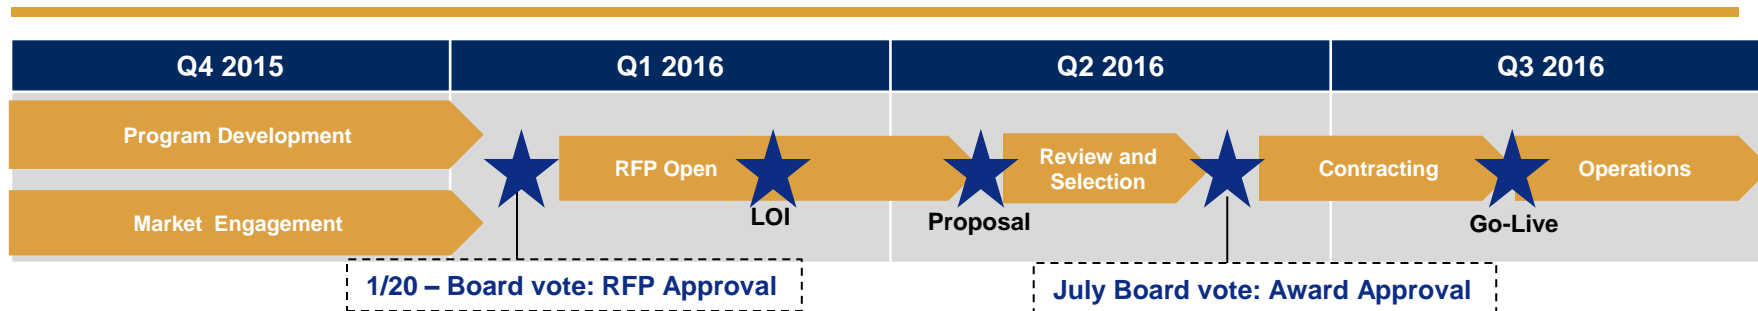 Q4 2015
Q1 2016
Q2 2016
Q3 2016
Program Development
Market Engagement
RFP Open
LOI
Proposal
Review and
Selection
Contracting
Go-Live
Operations
1/20 – Board vote: RFP Approval
July Board vote: Award Approval